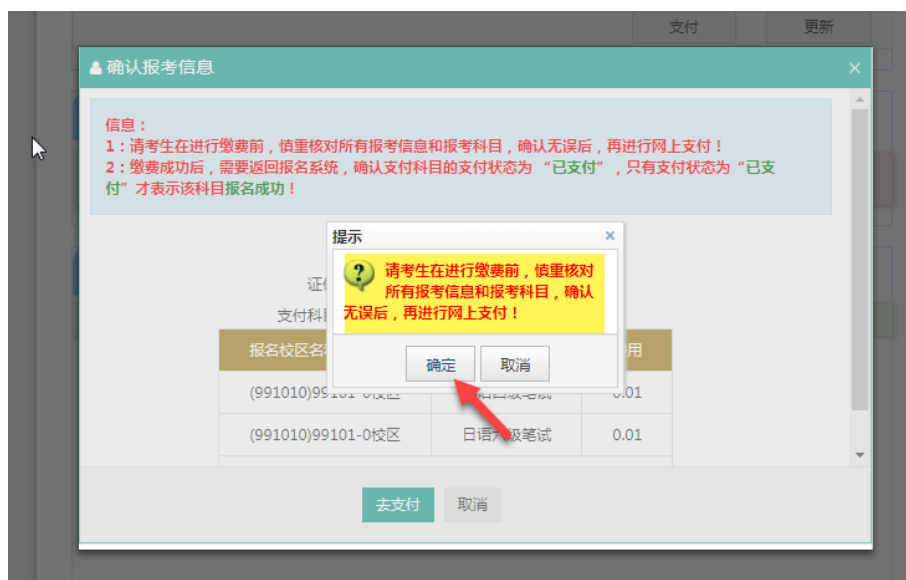 支付 更新
确认报考信息 ×
信息：
1：请考生在进行缴费前，慎重核对所有报考信息和报考科目，确认无误后，再进行网上支付！
2：缴费成功后，需要返回报名系统，确认支付科目的支付状态为 “已支付” ，只有支付状态为 “已支
付” 才表示该科目报名成功！
提示 ×
请考生在进行缴费前，慎重核对
所有报考信息和报考科目，确认
无误后，再进行网上支付！
确定 取消
支付科
报名校区名 用
(991010)99101-0校区 0.01
(991010)99101-0校区 日语六级笔试 0.01
去支付 取消